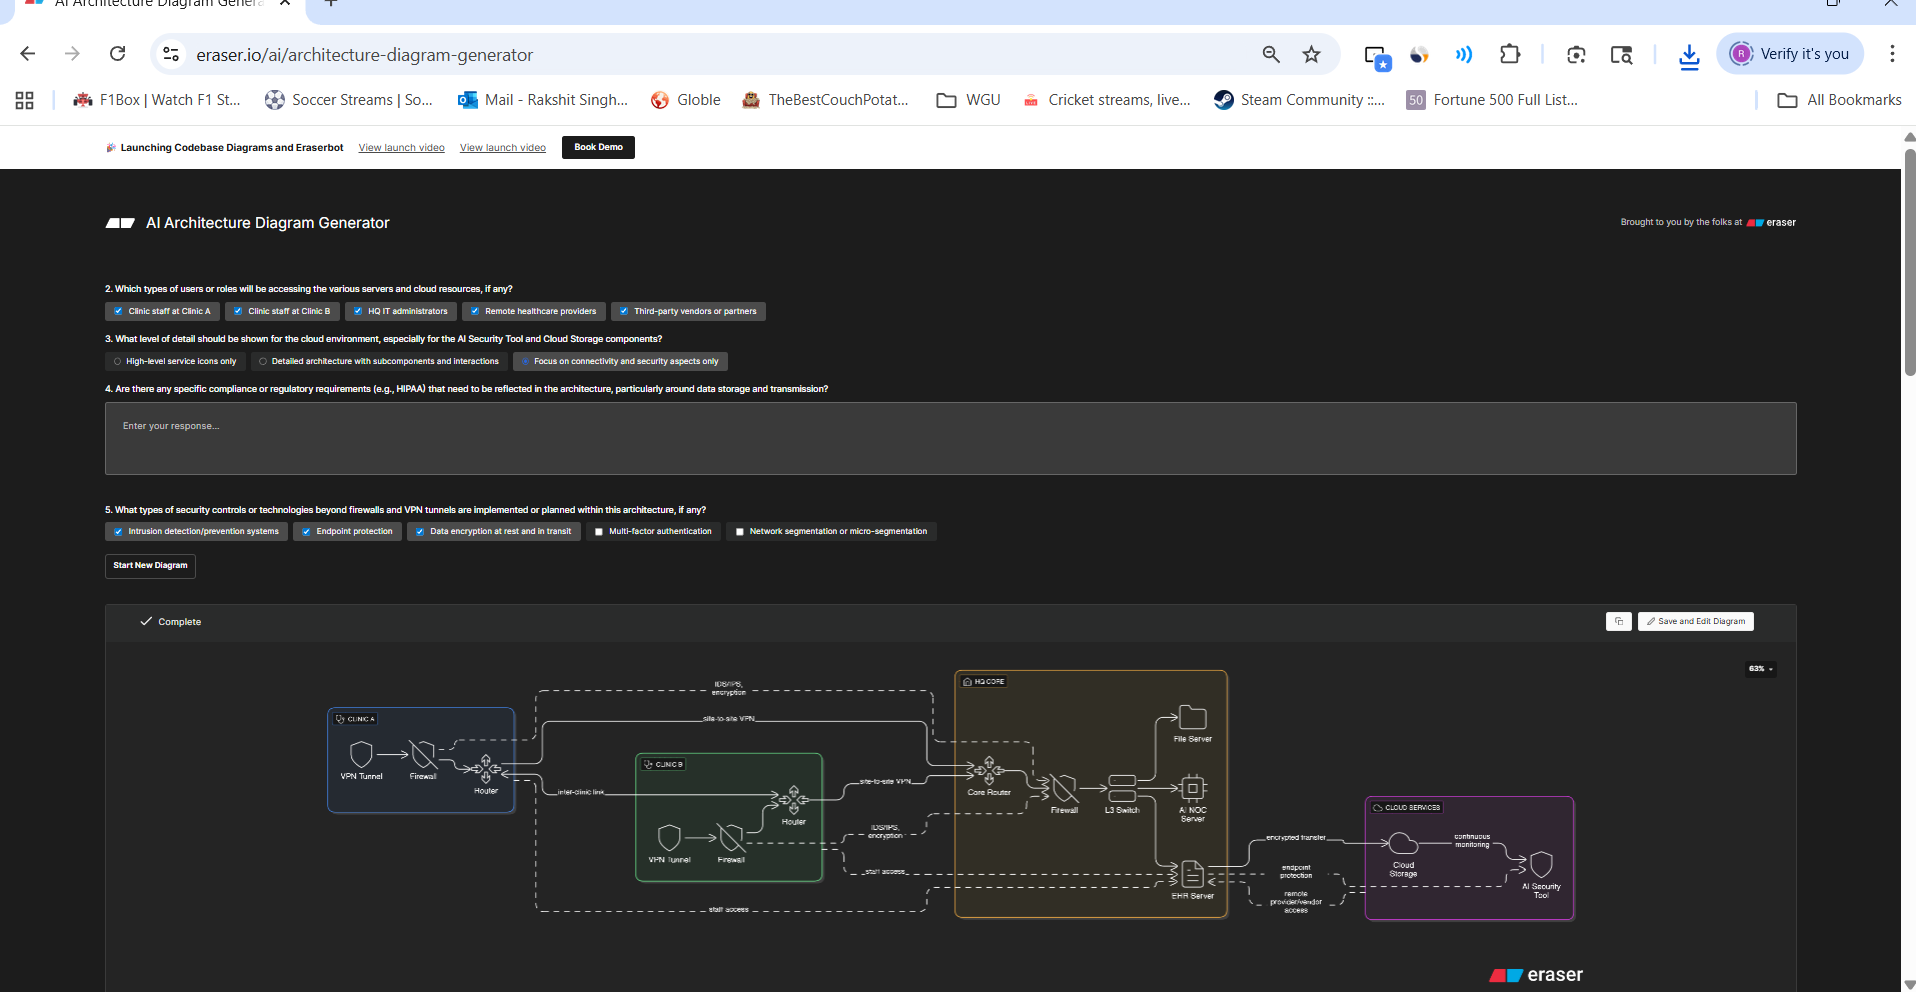 AI Architecture Diagram Genera
eraser.io/ai/architecture-diagram-generator
Verify it's you
F1Box | Watch F1 St...
Soccer Streams | So...
Mail - Rakshit Singh...
Globle
TheBestCouchPotat...
WGU
Cricket streams, live...
Steam Community ::...
50
Fortune 500 Full List...
All Bookmarks
Launching Codebase Diagrams and Eraserbot
View launch video
View launch video
Book Demo
AI Architecture Diagram Generator
Brought to you by the folks at eraser
2. Which types of users or roles will be accessing the various servers and cloud resources, if any?
Clinic staff at Clinic A
Clinic staff at Clinic B
HQ IT administrators
Remote healthcare providers
Third-party vendors or partners
3. What level of detail should be shown for the cloud environment, especially for the AI Security Tool and Cloud Storage components?
High-level service icons only
Detailed architecture with subcomponents and interactions
Focus on connectivity and security aspects only
4. Are there any specific compliance or regulatory requirements (e.g., HIPAA) that need to be reflected in the architecture, particularly around data storage and transmission?
Enter your response...
5. What types of security controls or technologies beyond firewalls and VPN tunnels are implemented or planned within this architecture, if any?
Intrusion detection/prevention systems
Endpoint protection
Data encryption at rest and in transit
Multi-factor authentication
Network segmentation or micro-segmentation
Start New Diagram
Complete
Save and Edit Diagram
63%
CLINIC A
VPN Tunnel
Firewall
Router
IDS/IPS,
encryption
site-to-site VPN
inter-clinic link
staff access
CLINIC B
VPN Tunnel
Firewall
Router
site-to-site VPN
IDS/IPS,
encryption
staff access
HQ CORE
Core Router
Firewall
L3 Switch
File Server
AI NOC
Server
EHR Server
encrypted transfer
endpoint
protection
remote
provider/vendor
access
CLOUD SERVICES
Cloud
Storage
continuous
monitoring
AI Security
Tool
eraser